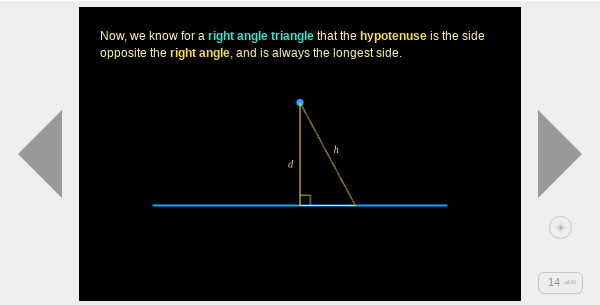 Now, we know for a right angle triangle that the hypotenuse is the side
opposite the right angle, and is always the longest side.
h
d
14